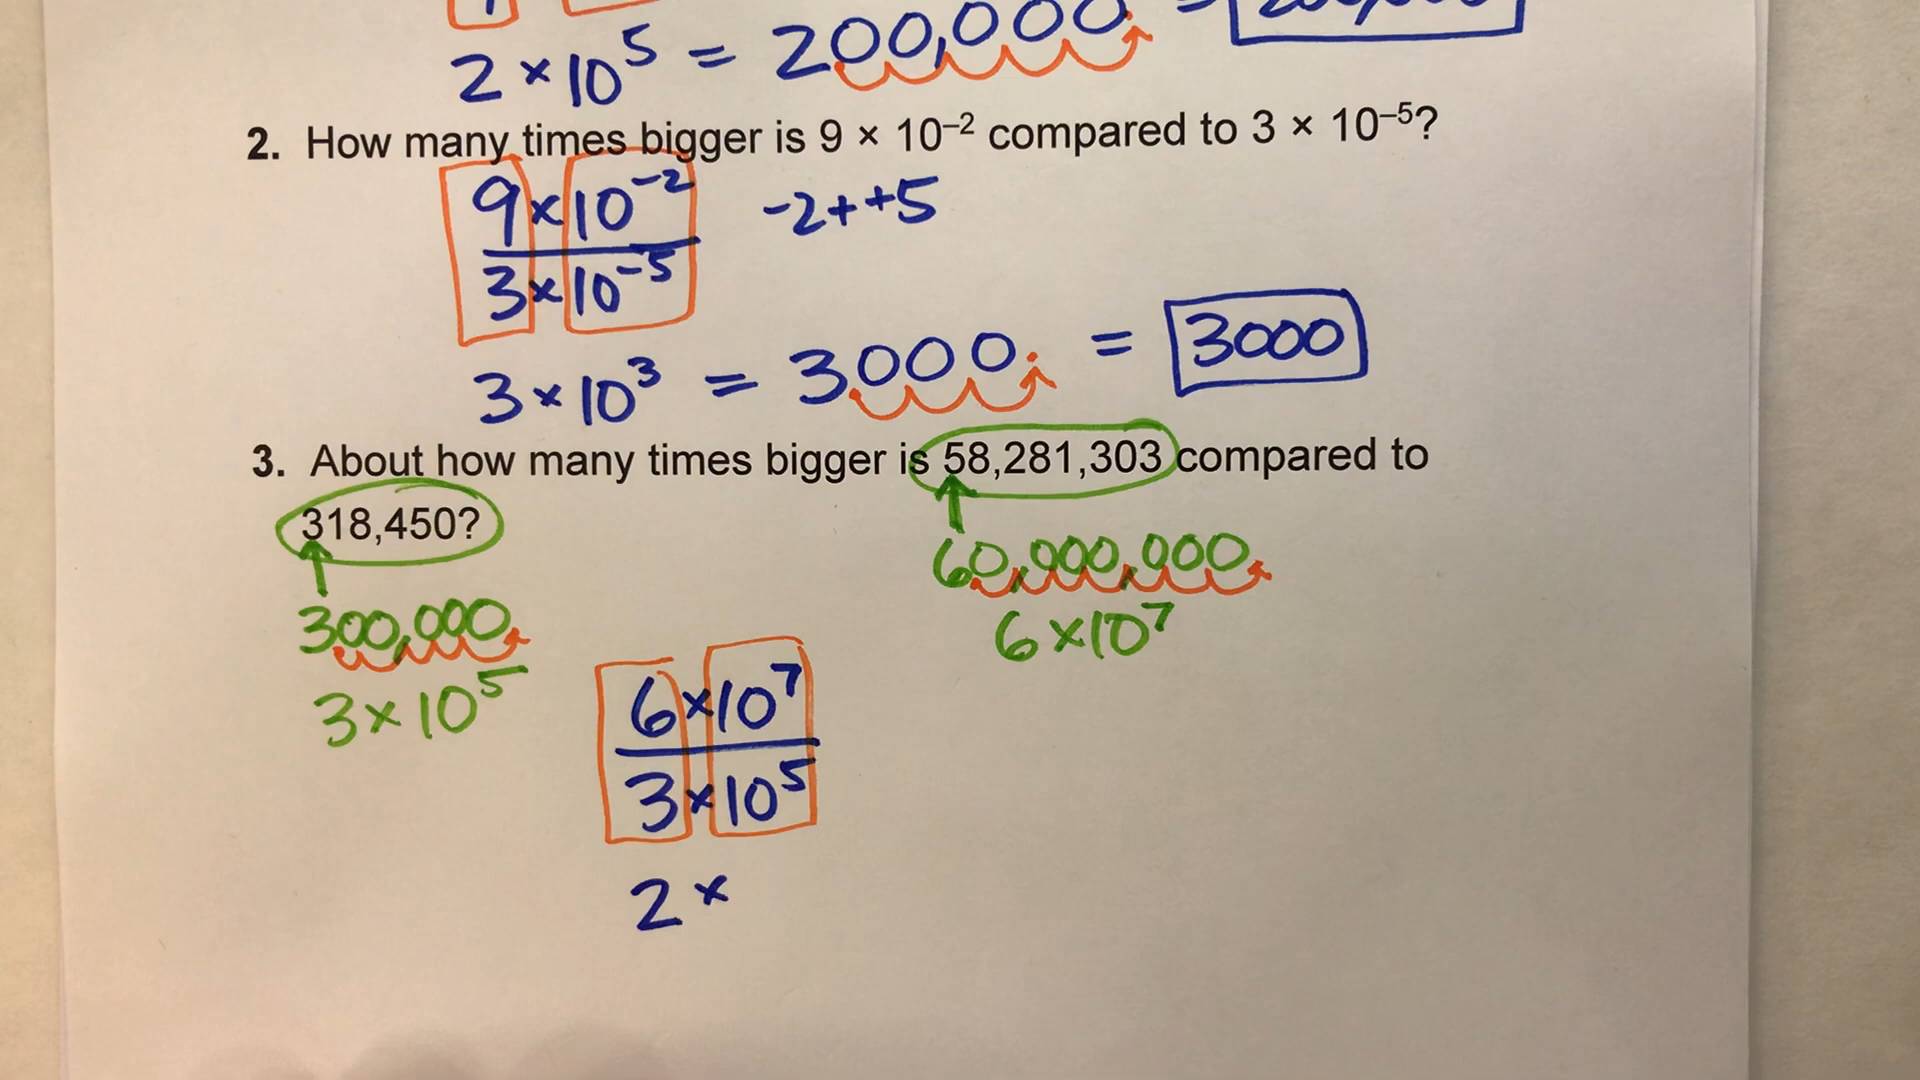 2 × 10⁵ = 200,000. =
2. How many times bigger is 9 × 10⁻² compared to 3 × 10⁻⁵?
9×10⁻² -2++5
3×10⁻⁵
3×10³ = 3000. = 3000
3. About how many times bigger is 58,281,303 compared to
318,450?
60,000,000.
300,000.
6×10⁷
3×10⁵
6×10⁷
3×10⁵
2×